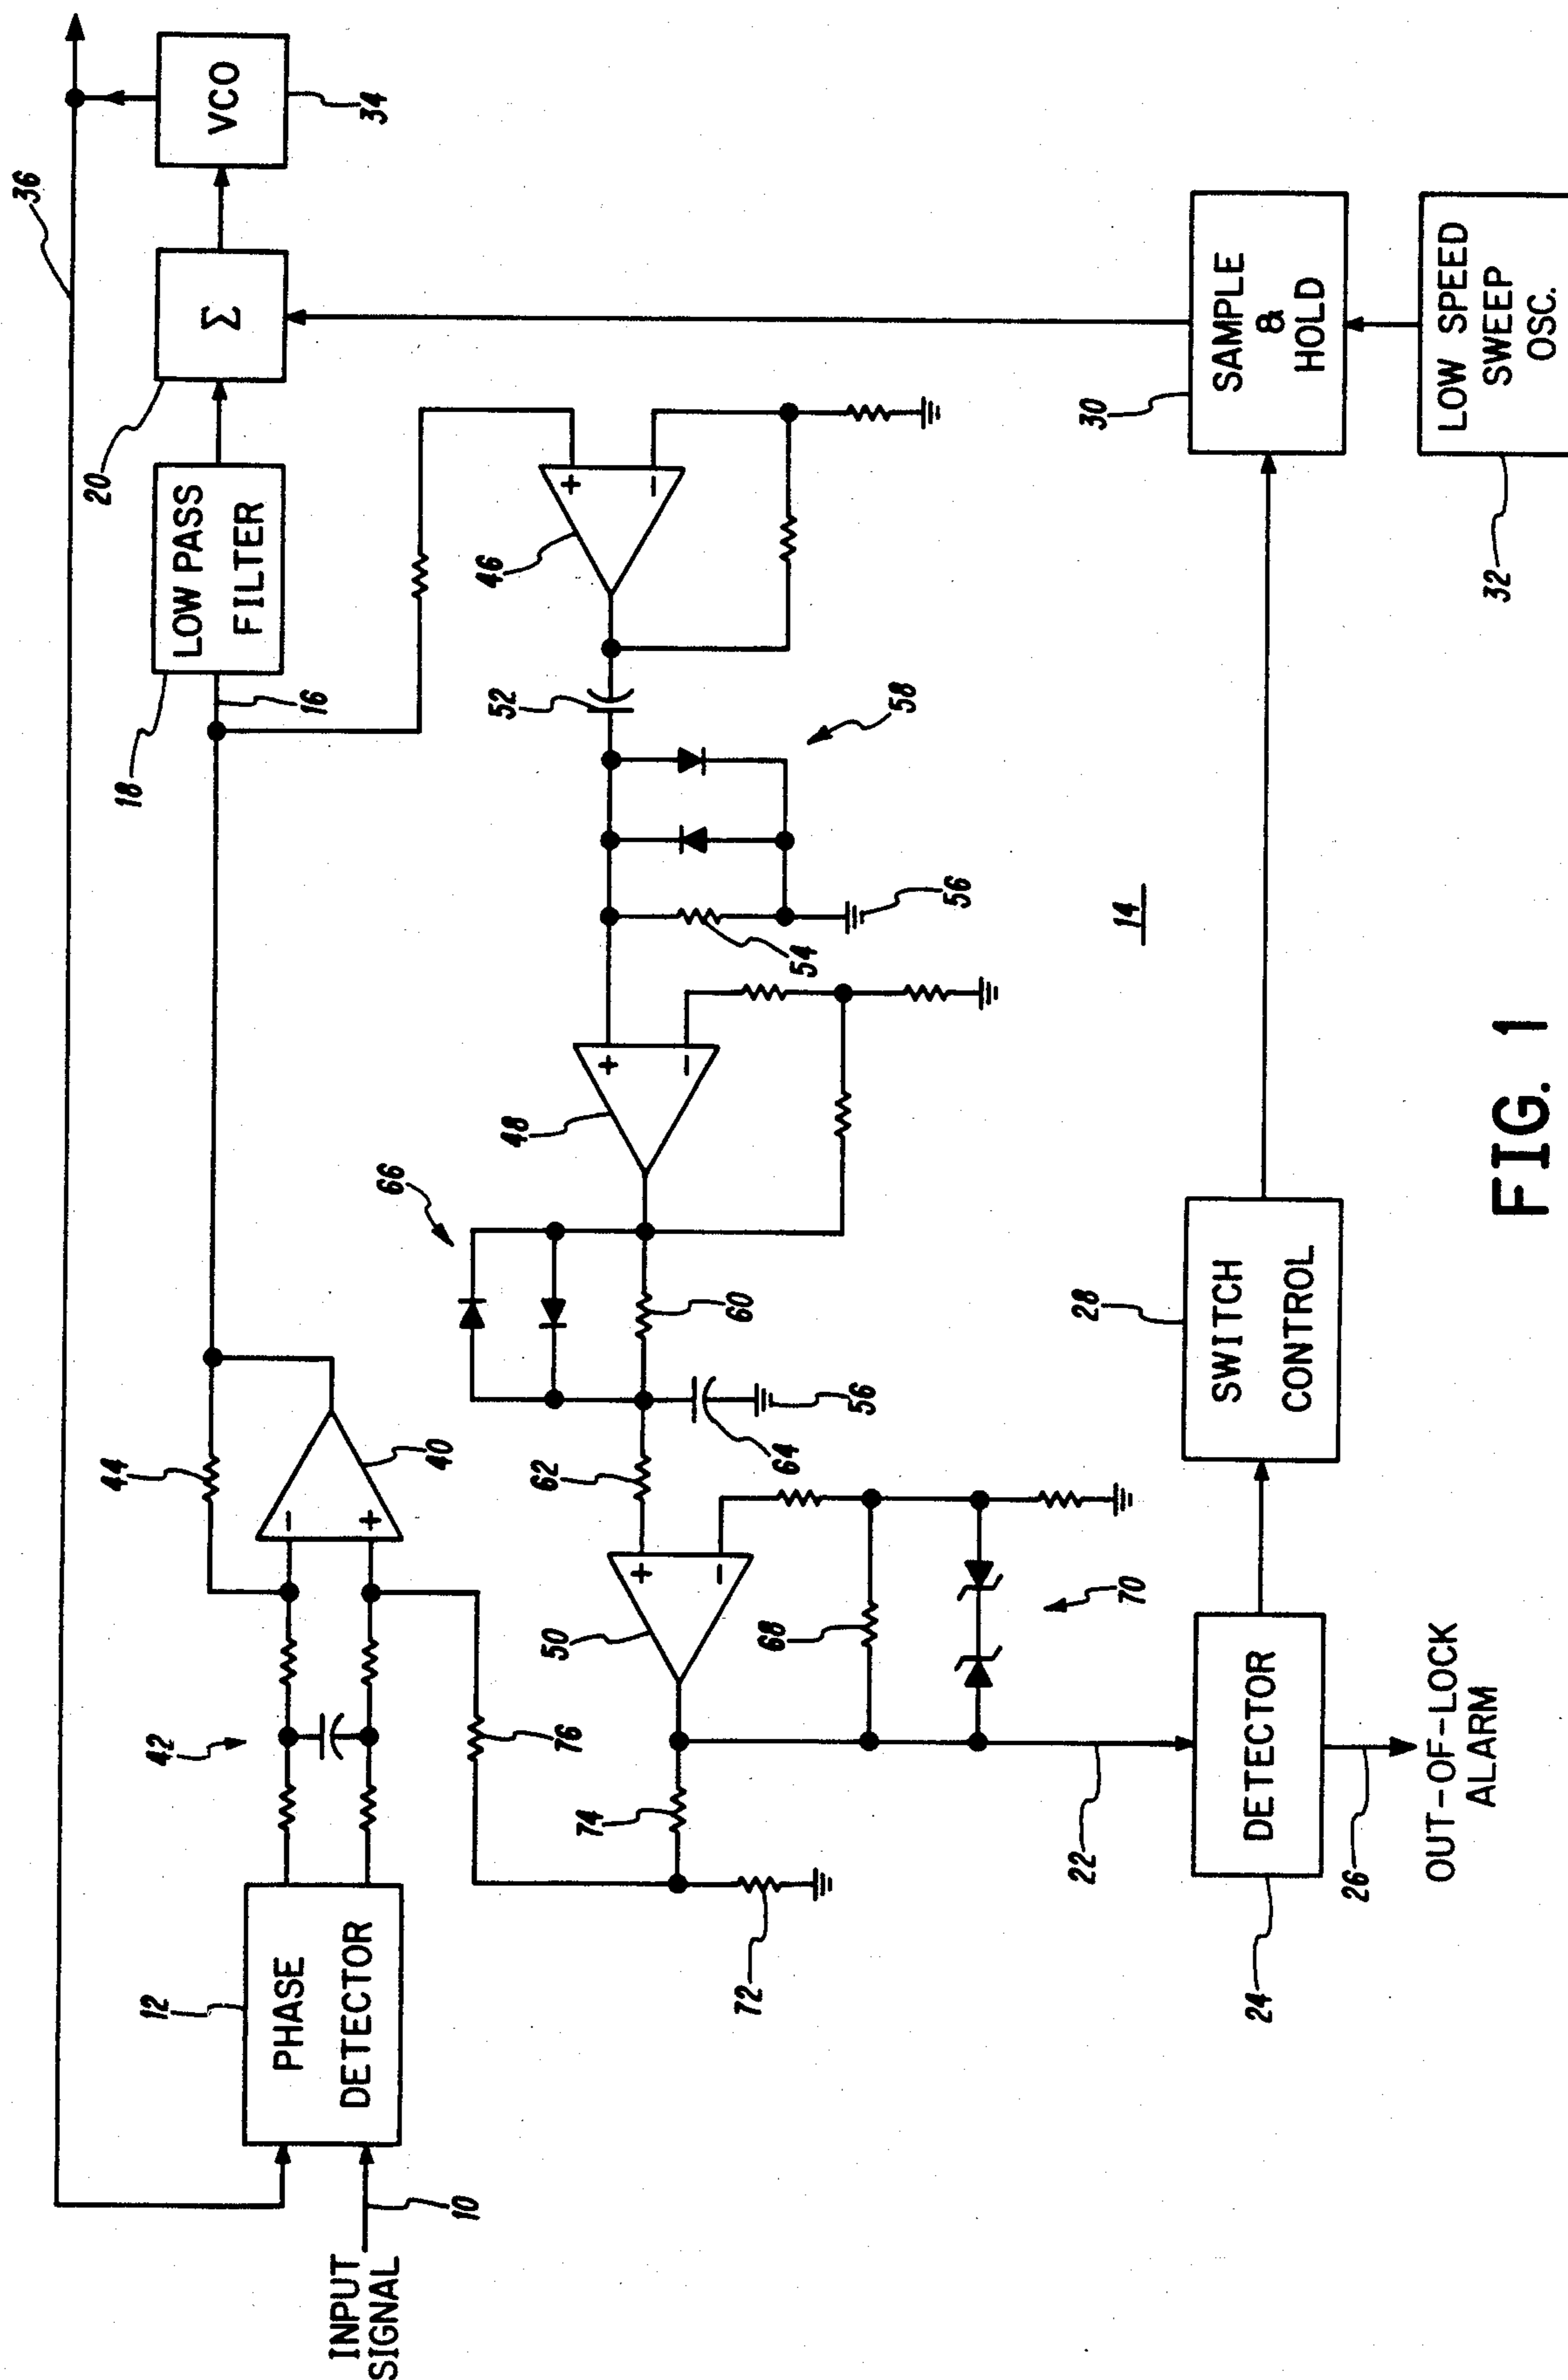 36
VCO
34
Σ
20
LOW PASS
FILTER
18
16
44
−
+
40
42
PHASE
DETECTOR
12
INPUT
SIGNAL
10
+
−
46
52
58
54
56
+
−
48
66
60
56
64
62
+
−
50
68
70
74
76
72
22
14
DETECTOR
24
26
OUT-OF-LOCK
ALARM
SWITCH
CONTROL
28
SAMPLE
&
HOLD
30
LOW SPEED
SWEEP
OSC.
32
FIG. 1